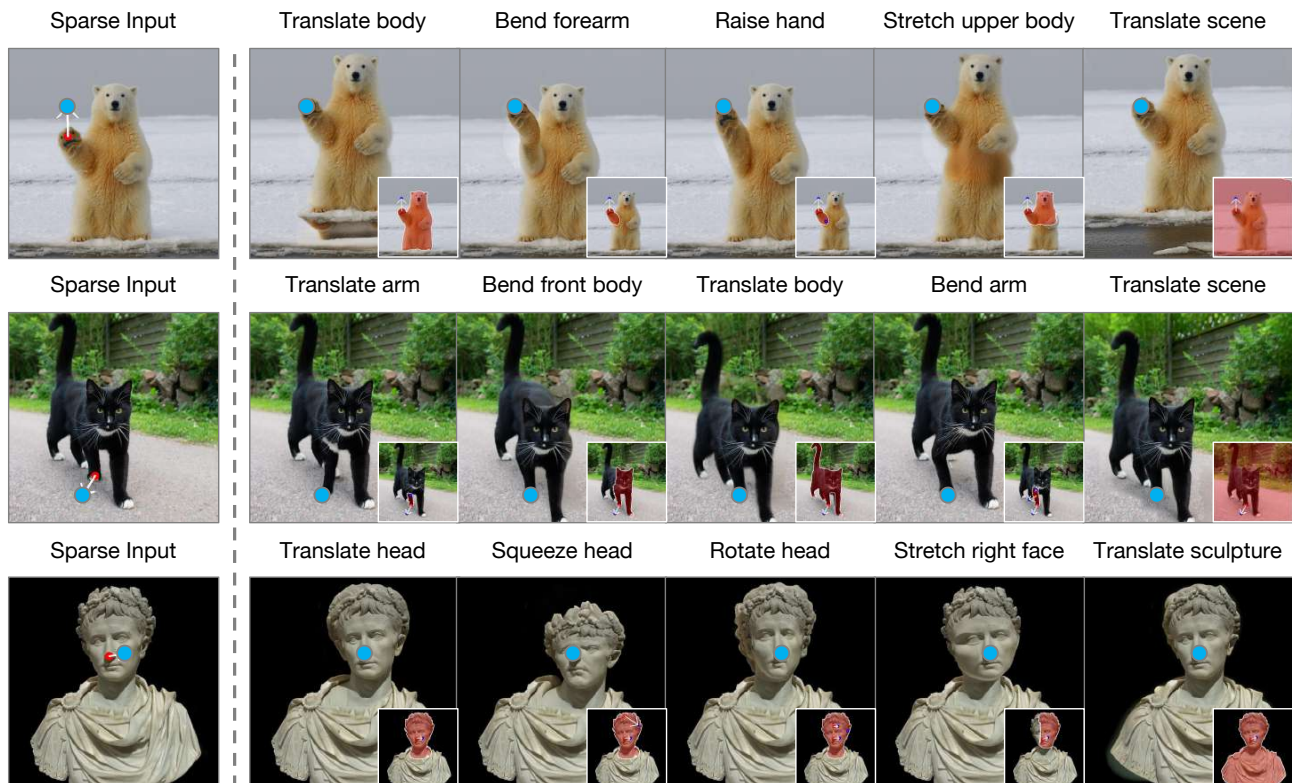 Sparse Input Translate body Bend forearm Raise hand Stretch upper body Translate scene
Sparse Input Translate arm Bend front body Translate body Bend arm Translate scene
Sparse Input Translate head Squeeze head Rotate head Stretch right face Translate sculpture